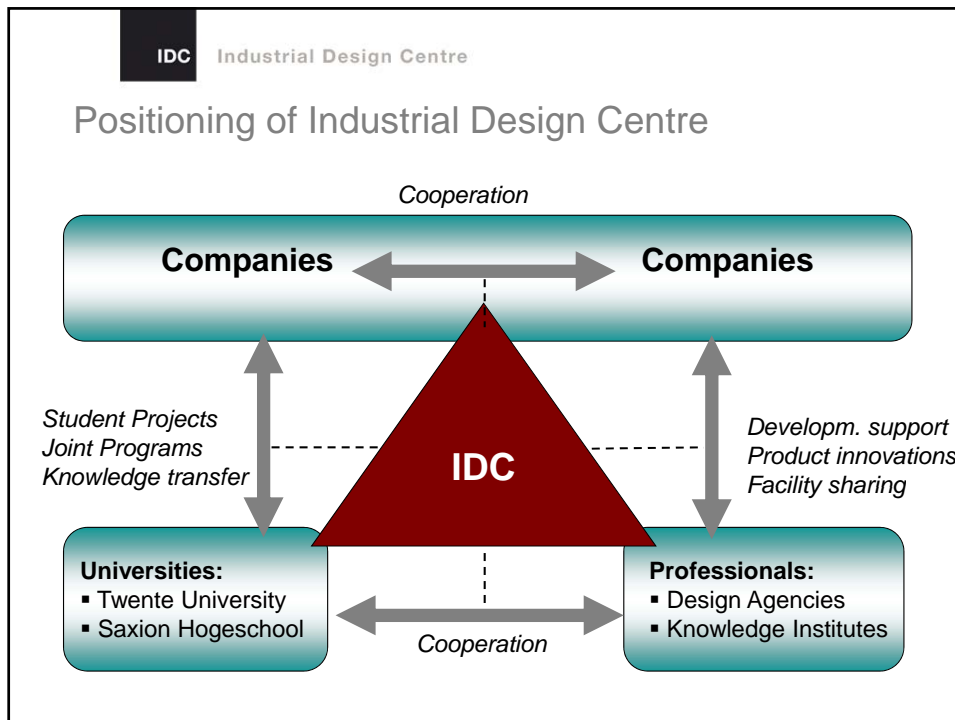 IDC Industrial Design Centre
Positioning of Industrial Design Centre
Cooperation
Companies Companies
Student Projects
Joint Programs
Knowledge transfer
IDC
Developm. support
Product innovations
Facility sharing
Universities:
▪ Twente University
▪ Saxion Hogeschool
Cooperation
Professionals:
▪ Design Agencies
▪ Knowledge Institutes